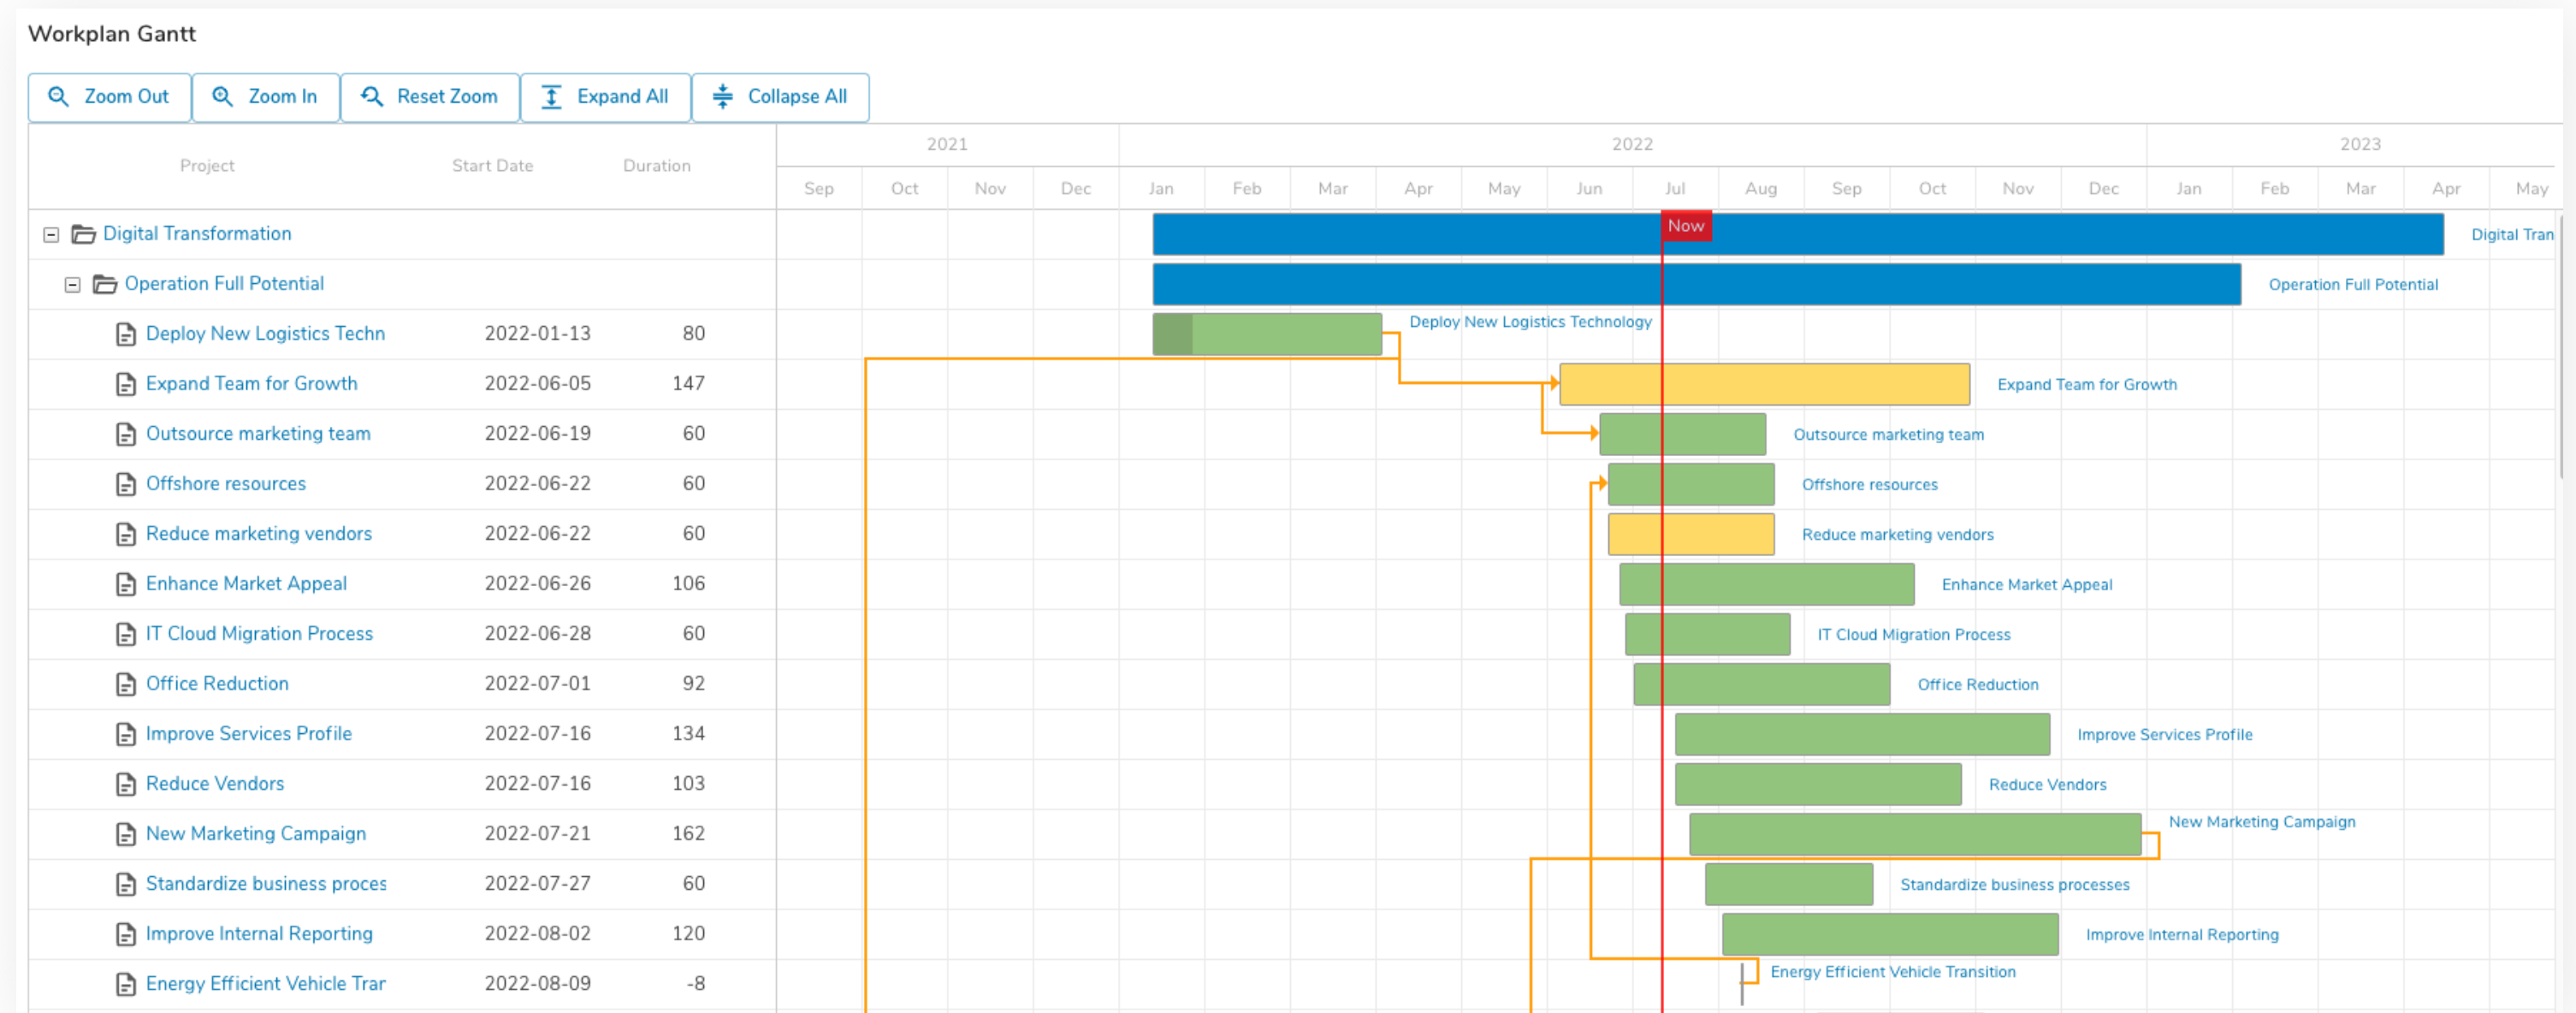 Workplan Gantt
Zoom Out Zoom In Reset Zoom Expand All Collapse All
Project Start Date Duration 2021 2022 2023
Sep Oct Nov Dec Jan Feb Mar Apr May Jun Jul Aug Sep Oct Nov Dec Jan Feb Mar Apr May
Digital Transformation Now Digital Tran
Operation Full Potential Operation Full Potential
Deploy New Logistics Techn 2022-01-13 80 Deploy New Logistics Technology
Expand Team for Growth 2022-06-05 147 Expand Team for Growth
Outsource marketing team 2022-06-19 60 Outsource marketing team
Offshore resources 2022-06-22 60 Offshore resources
Reduce marketing vendors 2022-06-22 60 Reduce marketing vendors
Enhance Market Appeal 2022-06-26 106 Enhance Market Appeal
IT Cloud Migration Process 2022-06-28 60 IT Cloud Migration Process
Office Reduction 2022-07-01 92 Office Reduction
Improve Services Profile 2022-07-16 134 Improve Services Profile
Reduce Vendors 2022-07-16 103 Reduce Vendors
New Marketing Campaign 2022-07-21 162 New Marketing Campaign
Standardize business proces 2022-07-27 60 Standardize business processes
Improve Internal Reporting 2022-08-02 120 Improve Internal Reporting
Energy Efficient Vehicle Trar 2022-08-09 -8 Energy Efficient Vehicle Transition